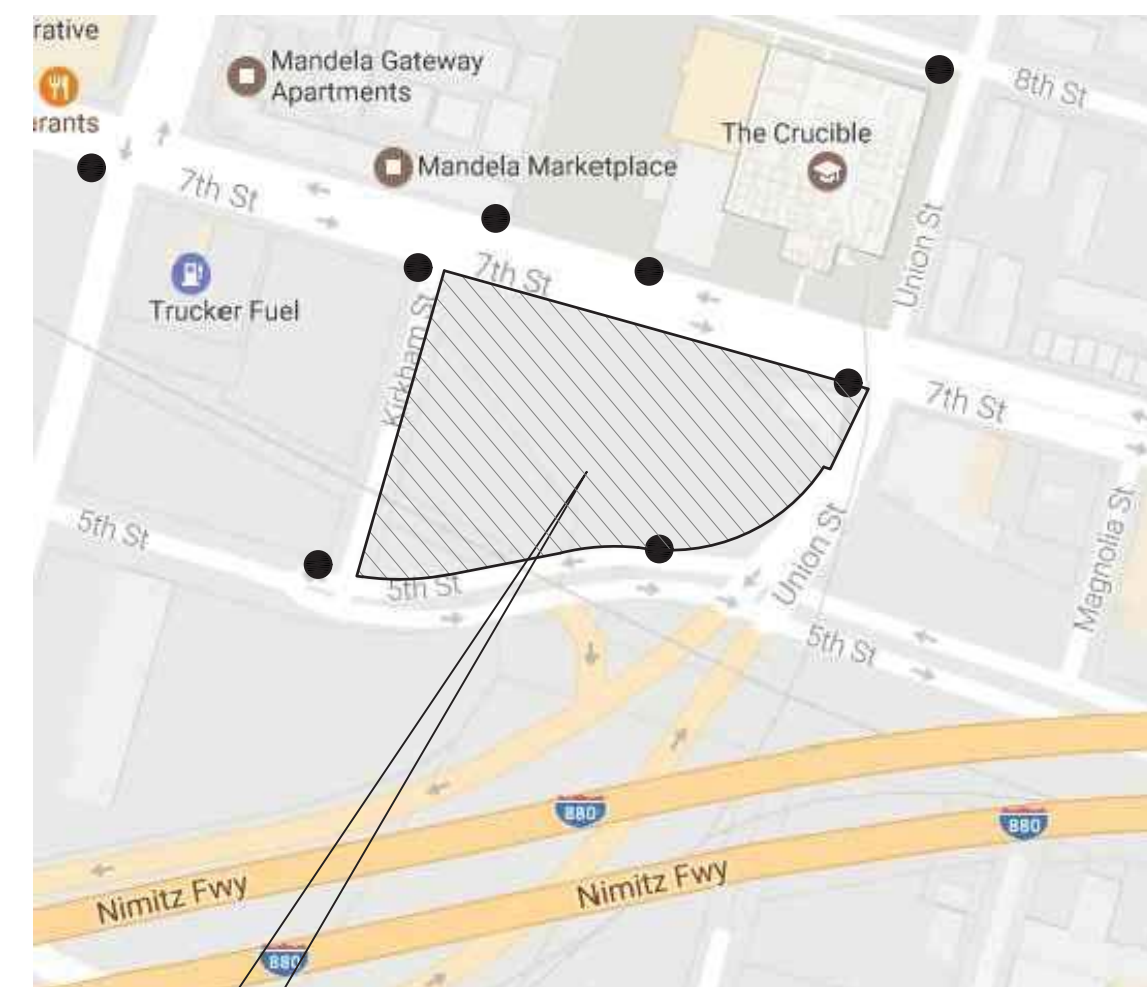 rative
erants
Mandela Gateway
Apartments
Mandela Marketplace
The Crucible
8th St
7th St
7th St
Union St
Trucker Fuel
Kirkham St
7th St
5th St
5th St
Union St
Magnolia St
5th St
880
880
Nimitz Fwy
Nimitz Fwy
880